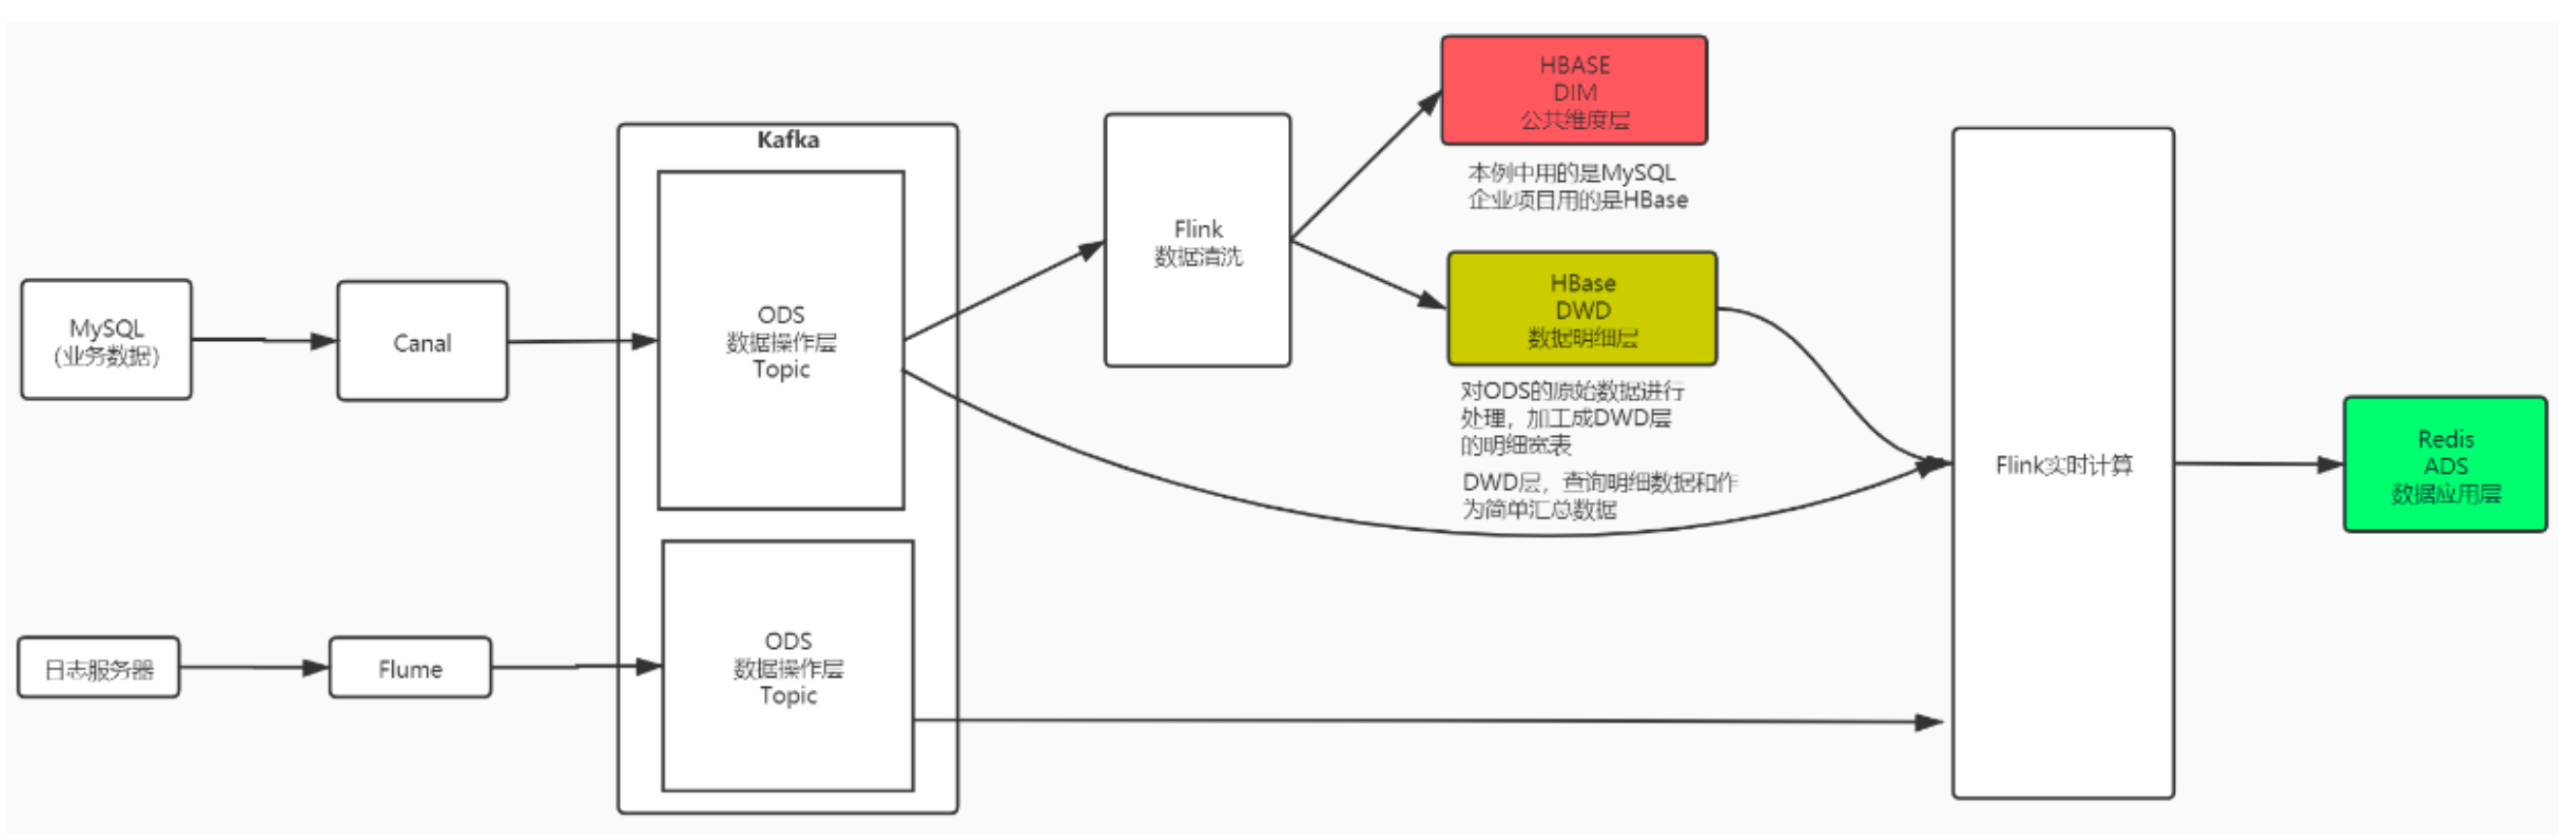 MySQL
(业务数据)
Canal
Kafka
ODS
数据操作层
Topic
Flink
数据清洗
HBASE
DIM
公共维度层
本例中用的是MySQL
企业项目用的是HBase
HBase
DWD
数据明细层
对ODS的原始数据进行
处理，加工成DWD层
的明细宽表
DWD层，查询明细数据和作
为简单汇总数据
Flink实时计算
Redis
ADS
数据应用层
日志服务器
Flume
ODS
数据操作层
Topic